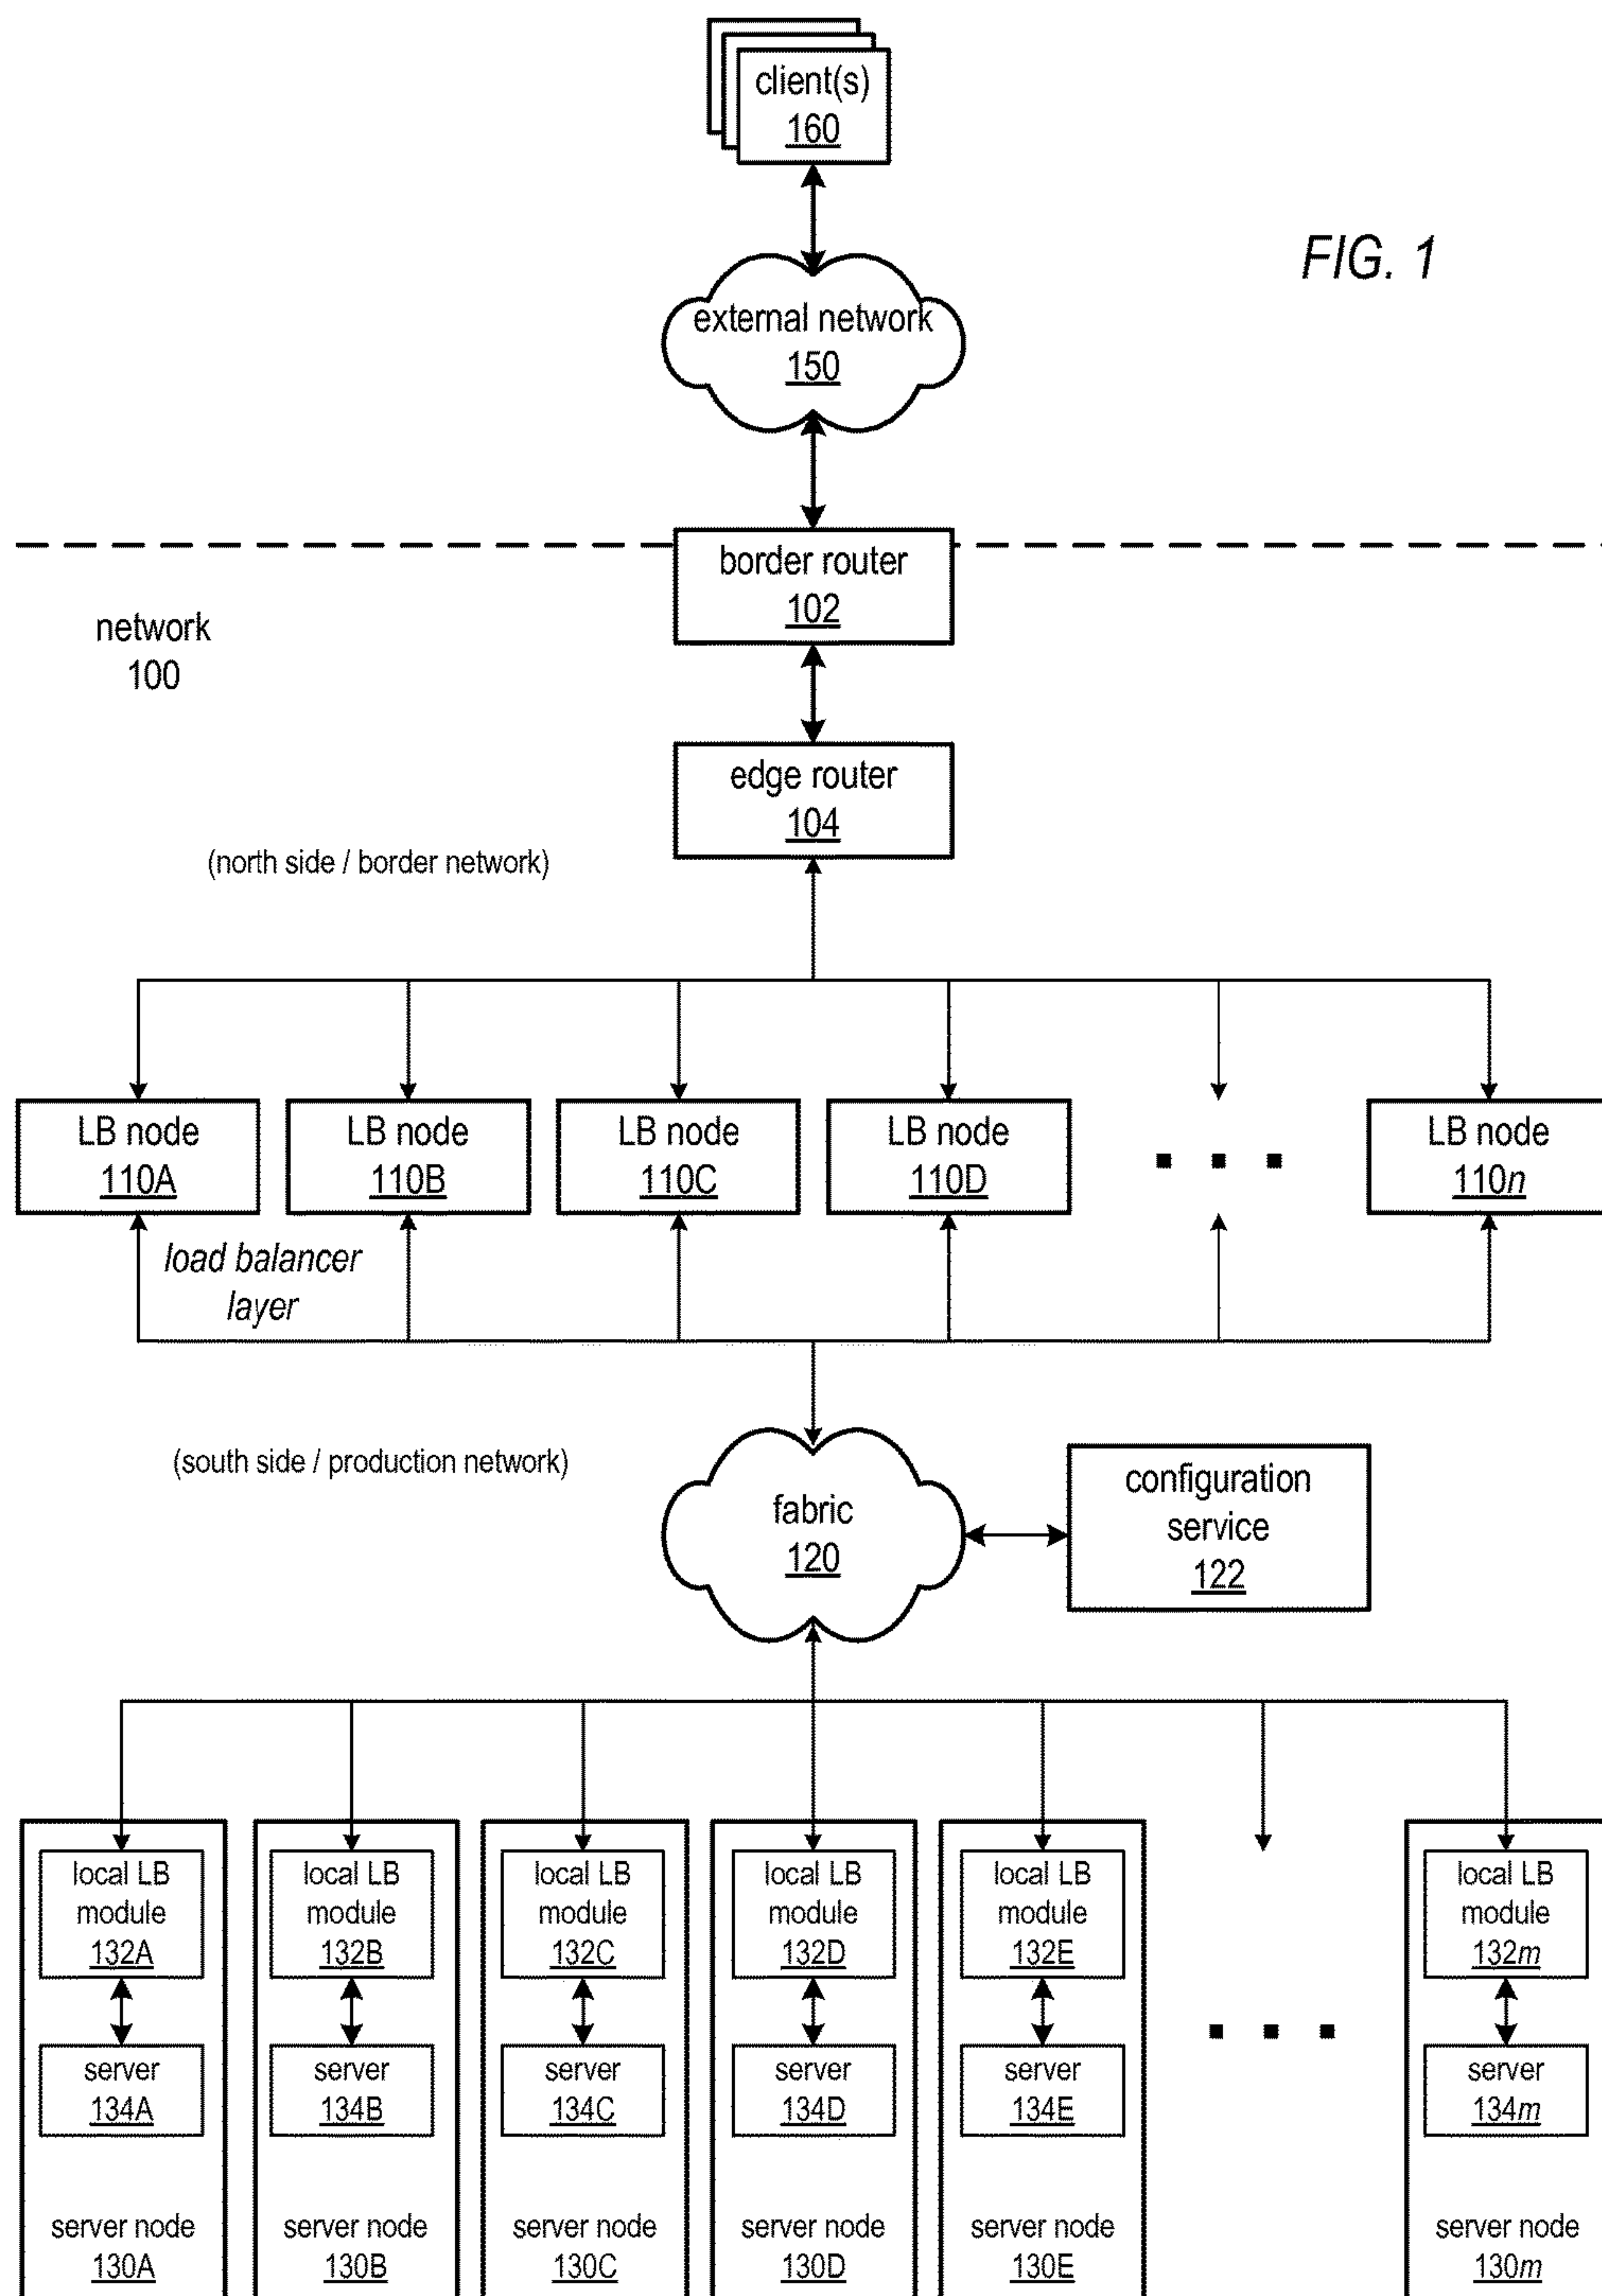 client(s)
160
FIG. 1
external network
150
border router
102
network
100
edge router
104
(north side / border network)
LB node
110A
LB node
110B
LB node
110C
LB node
110D
LB node
110n
load balancer
layer
(south side / production network)
fabric
120
configuration
service
122
local LB
module
132A
server
134A
server node
130A
local LB
module
132B
server
134B
server node
130B
local LB
module
132C
server
134C
server node
130C
local LB
module
132D
server
134D
server node
130D
local LB
module
132E
server
134E
server node
130E
local LB
module
132m
server
134m
server node
130m